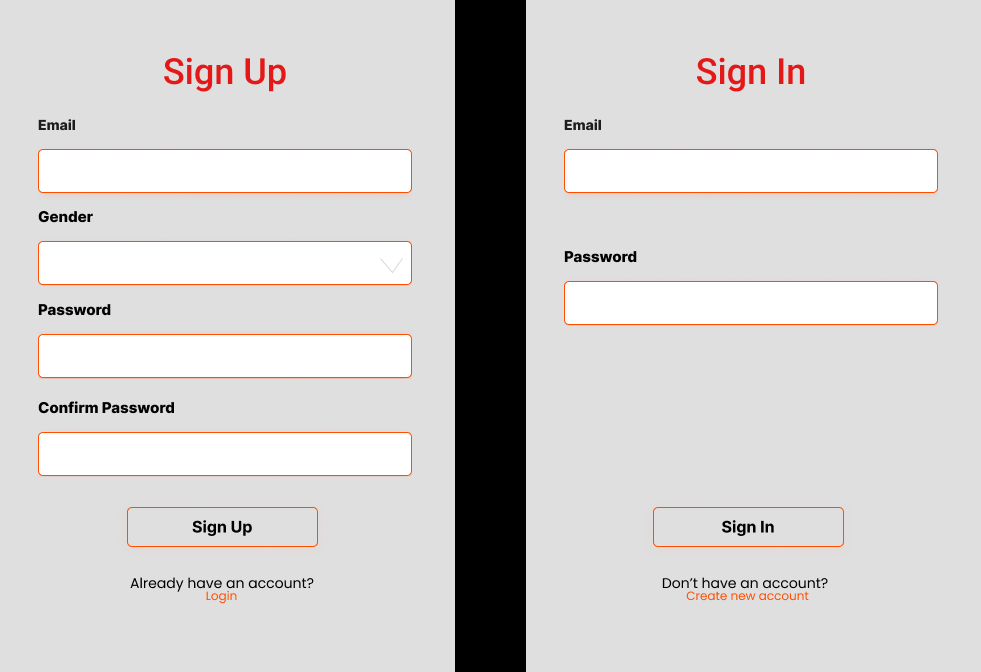 Sign Up
Email
Gender
Password
Confirm Password
Sign Up
Already have an account?
Login
Sign In
Email
Password
Sign In
Don’t have an account?
Create new account